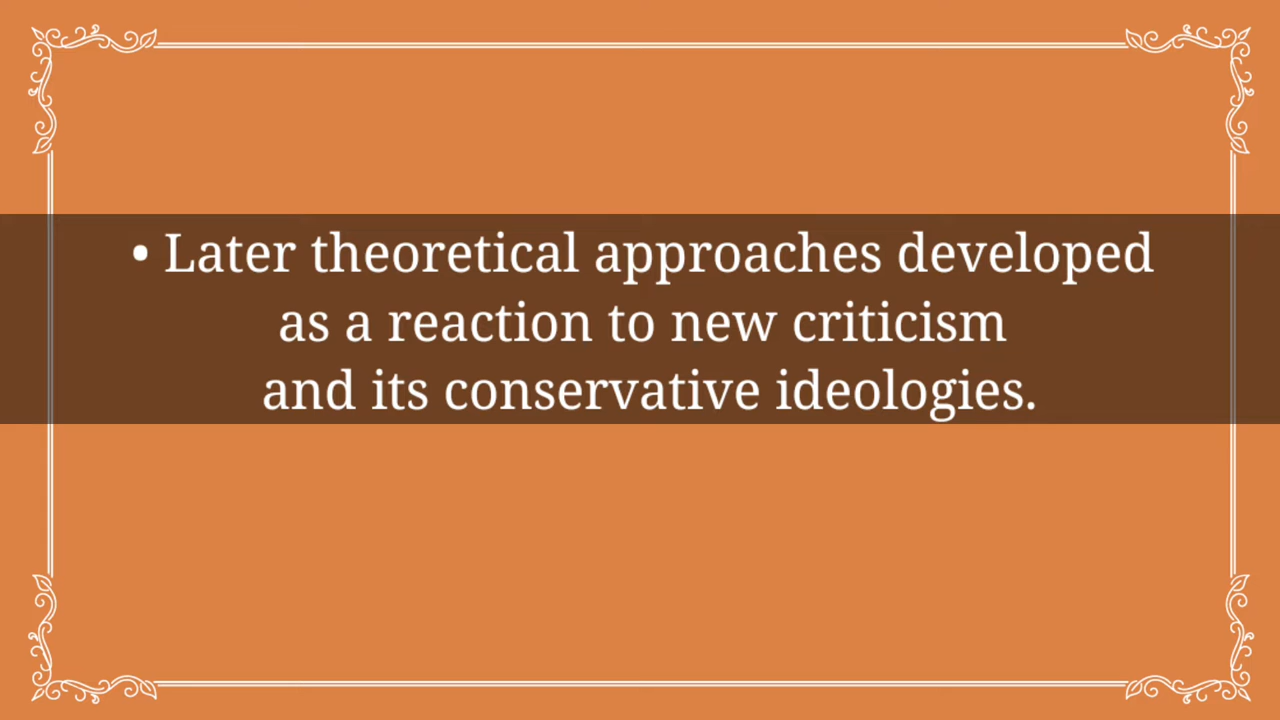 • Later theoretical approaches developed
as a reaction to new criticism
and its conservative ideologies.